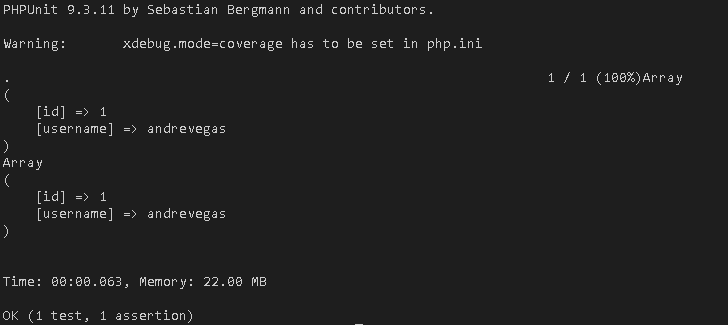 PHPUnit 9.3.11 by Sebastian Bergmann and contributors.
Warning:       xdebug.mode=coverage has to be set in php.ini
.                                                                   1 / 1 (100%)Array
(
    [id] => 1
    [username] => andrevegas
)
Array
(
    [id] => 1
    [username] => andrevegas
)
Time: 00:00.063, Memory: 22.00 MB
OK (1 test, 1 assertion)